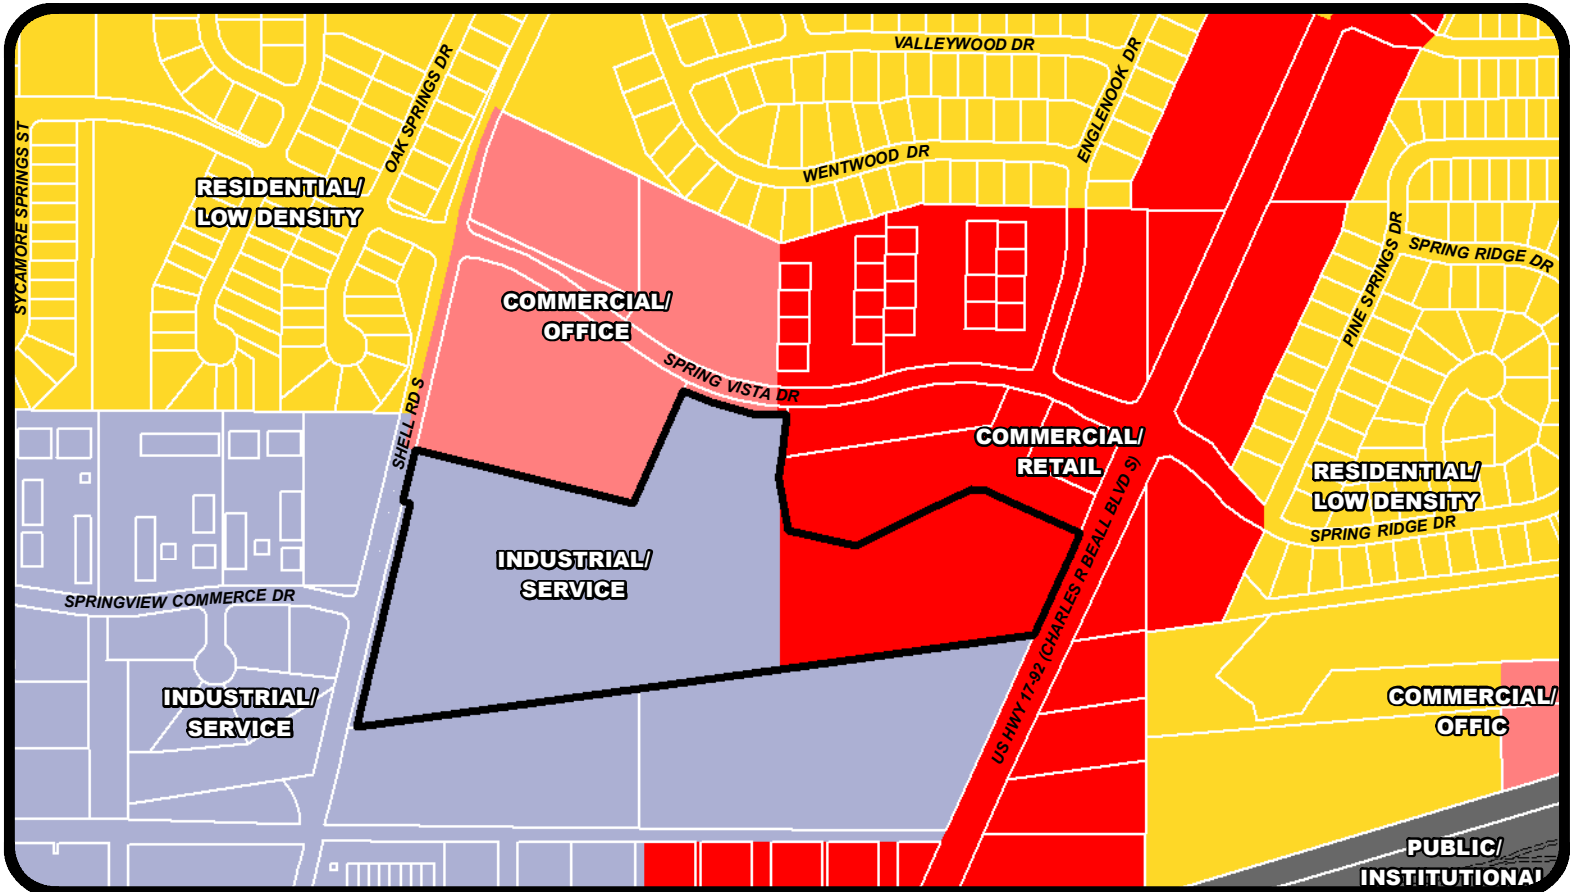 VALLEYWOOD DR
ENGLENOOK DR
OAK SPRINGS DR
SYCAMORE SPRINGS ST
WENTWOOD DR
RESIDENTIAL/
LOW DENSITY
PINE SPRINGS DR
SPRING RIDGE DR
COMMERCIAL/
OFFICE
SPRING VISTA DR
SHELL RD S
COMMERCIAL/
RETAIL
RESIDENTIAL/
LOW DENSITY
SPRING RIDGE DR
INDUSTRIAL/
SERVICE
SPRINGVIEW COMMERCE DR
US HWY 17-92 (CHARLES R BEALL BLVD S)
INDUSTRIAL/
SERVICE
COMMERCIAL/
OFFIC
PUBLIC/
INSTITUTIONAL